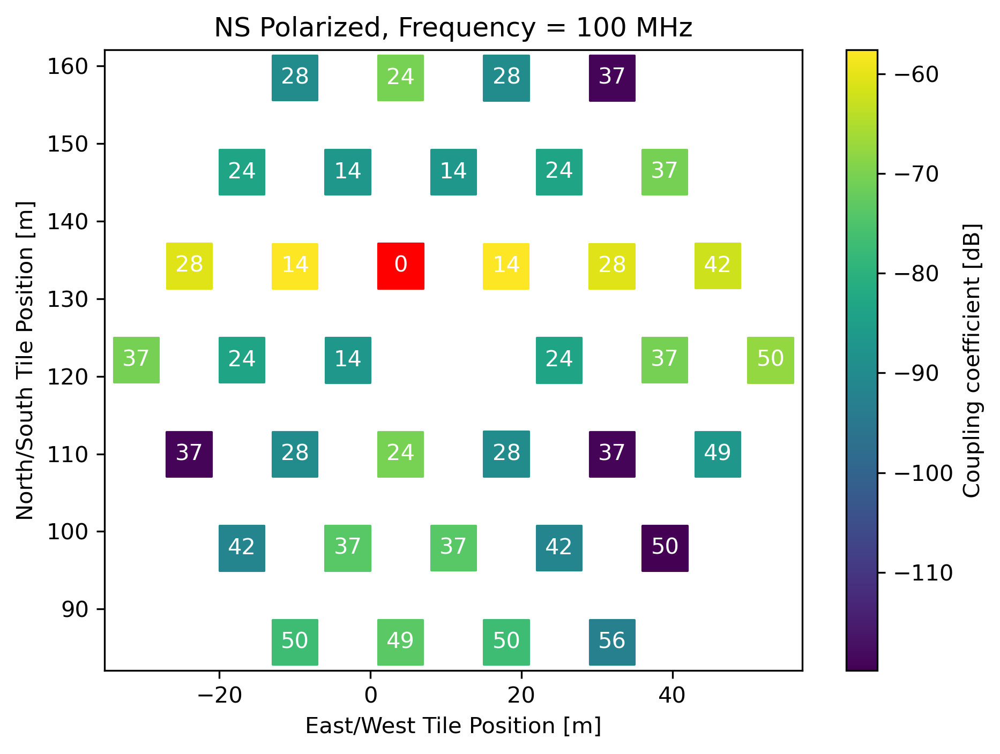 NS Polarized, Frequency = 100 MHz
160
150
140
130
120
110
100
90
North/South Tile Position [m]
28 24 28 37
24 14 14 24 37
28 14 0 14 28 42
37 24 14 24 37 50
37 28 24 28 37 49
42 37 37 42 50
50 49 50 56
−20 0 20 40
East/West Tile Position [m]
−60
−70
−80
−90
−100
−110
Coupling coefficient [dB]